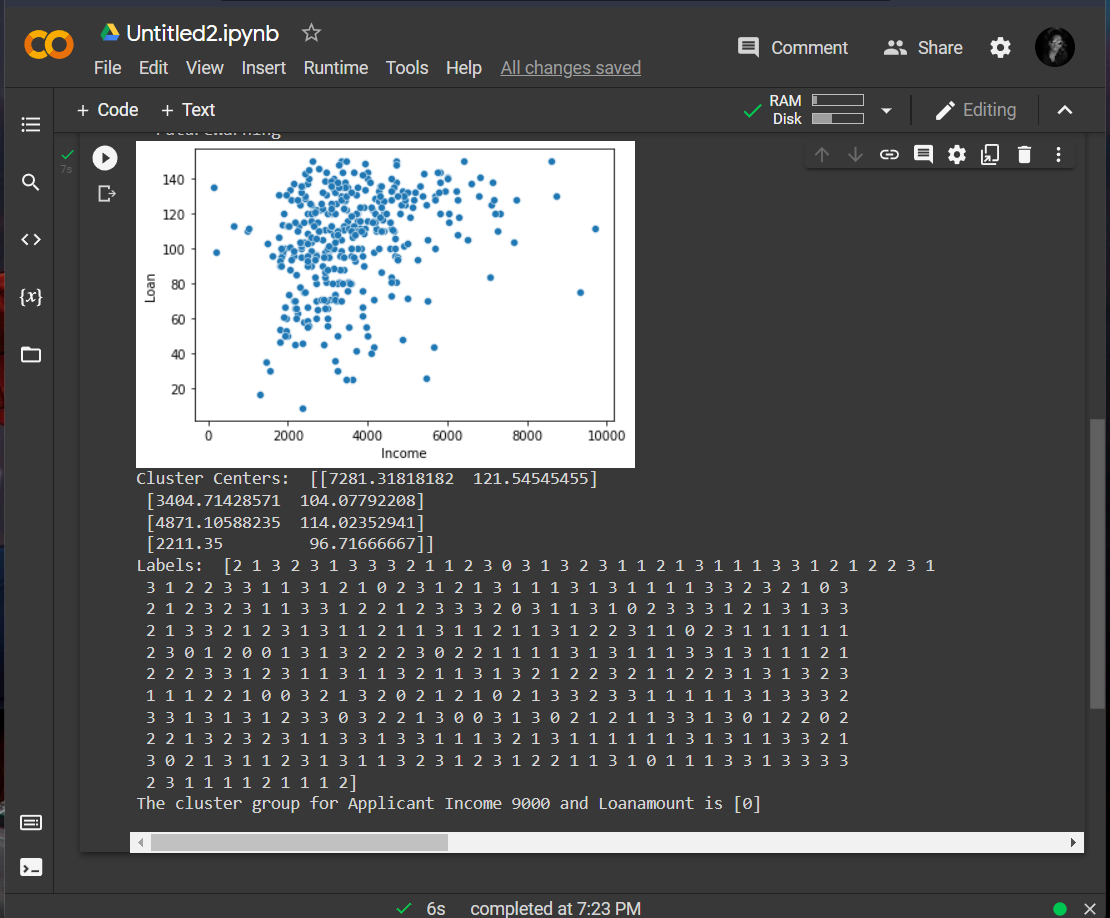 Untitled2.ipynb
Comment
Share
File Edit View Insert Runtime Tools Help All changes saved
+ Code + Text
RAM
Disk
Editing
FutureWarning
7s
{x}
140
120
100
80
60
40
20
Loan
0 2000 4000 6000 8000 10000
Income
Cluster Centers:  [[7281.31818182  121.54545455]
[3404.71428571  104.07792208]
[4871.10588235  114.02352941]
[2211.35         96.71666667]]
Labels:  [2 1 3 2 3 1 3 3 3 2 1 1 2 3 0 3 1 3 2 3 1 1 2 1 3 1 1 1 3 3 1 2 1 2 2 3 1
3 1 2 2 3 3 1 1 3 1 2 1 0 2 3 1 2 1 3 1 1 1 3 1 3 1 1 1 1 3 3 2 3 2 1 0 3
2 1 2 3 2 3 1 1 3 3 1 2 2 1 2 3 3 3 2 0 3 1 1 3 1 0 2 3 3 3 1 2 1 3 1 3 3
2 1 3 3 2 1 2 3 1 3 1 1 2 1 1 3 1 1 2 1 1 3 1 2 2 3 1 1 0 2 3 1 1 1 1 1 1
2 3 0 1 2 0 0 1 3 1 3 2 2 2 3 0 2 2 1 1 1 1 3 1 3 1 1 1 3 3 1 3 1 1 1 2 1
2 2 2 3 3 1 2 3 1 1 3 1 1 3 2 1 1 3 1 3 2 1 2 2 3 2 1 1 2 2 3 1 3 1 3 2 3
1 1 1 2 2 1 0 0 3 2 1 3 2 0 2 1 2 1 0 2 1 3 3 2 3 3 1 1 1 1 1 3 1 3 3 3 2
3 3 1 3 1 3 1 2 3 3 0 3 2 2 1 3 0 0 3 1 3 0 2 1 2 1 1 3 3 1 3 0 1 2 2 0 2
2 2 1 3 2 3 2 3 1 1 3 3 1 3 3 1 1 1 3 2 1 3 1 1 1 1 1 1 3 1 3 1 1 3 3 2 1
3 0 2 1 3 1 1 2 3 1 3 1 1 3 2 3 1 2 3 1 2 2 1 1 3 1 0 1 1 1 3 3 1 3 3 3 3
2 3 1 1 1 1 2 1 1 1 2]
The cluster group for Applicant Income 9000 and Loanamount is [0]
6s completed at 7:23 PM